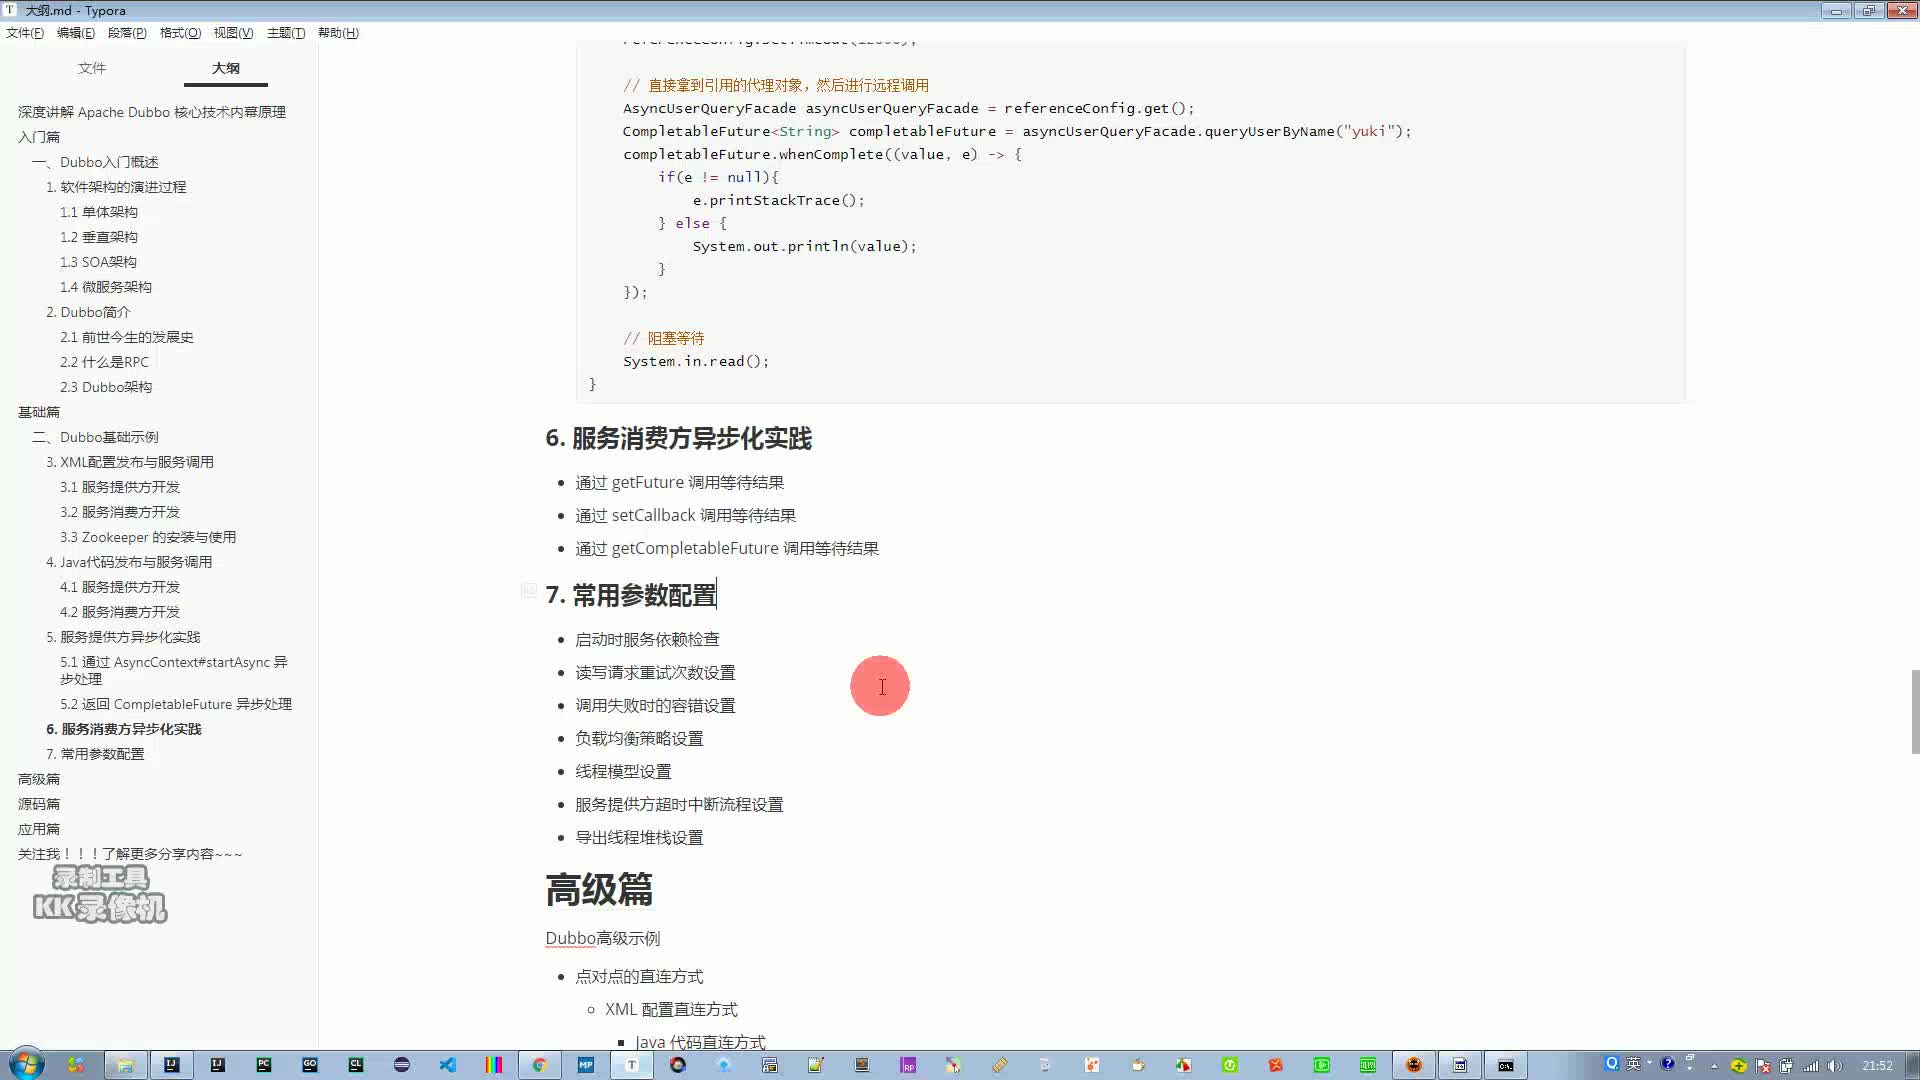 大纲.md - Typora
文件(F) 编辑(E) 段落(P) 格式(O) 视图(V) 主题(T) 帮助(H)
文件 大纲
深度讲解 Apache Dubbo 核心技术内幕原理
入门篇
一、Dubbo入门概述
1. 软件架构的演进过程
1.1 单体架构
1.2 垂直架构
1.3 SOA架构
1.4 微服务架构
2. Dubbo简介
2.1 前世今生的发展史
2.2 什么是RPC
2.3 Dubbo架构
基础篇
二、Dubbo基础示例
3. XML配置发布与服务调用
3.1 服务提供方开发
3.2 服务消费方开发
3.3 Zookeeper 的安装与使用
4. Java代码发布与服务调用
4.1 服务提供方开发
4.2 服务消费方开发
5. 服务提供方异步化实践
5.1 通过 AsyncContext#startAsync 异
步处理
5.2 返回 CompletableFuture 异步处理
6. 服务消费方异步化实践
7. 常用参数配置
高级篇
源码篇
应用篇
关注我！！！了解更多分享内容~~~
录制工具
KK录像机
// 直接拿到引用的代理对象，然后进行远程调用
AsyncUserQueryFacade asyncUserQueryFacade = referenceConfig.get();
CompletableFuture<String> completableFuture = asyncUserQueryFacade.queryUserByName("yuki");
completableFuture.whenComplete((value, e) -> {
if(e != null){
e.printStackTrace();
} else {
System.out.println(value);
}
});
// 阻塞等待
System.in.read();
}
6. 服务消费方异步化实践
• 通过 getFuture 调用等待结果
• 通过 setCallback 调用等待结果
• 通过 getCompletableFuture 调用等待结果
7. 常用参数配置
• 启动时服务依赖检查
• 读写请求重试次数设置
• 调用失败时的容错设置
• 负载均衡策略设置
• 线程模型设置
• 服务提供方超时中断流程设置
• 导出线程堆栈设置
高级篇
Dubbo高级示例
• 点对点的直连方式
◦ XML 配置直连方式
▪ Java 代码直连方式
英
21:52